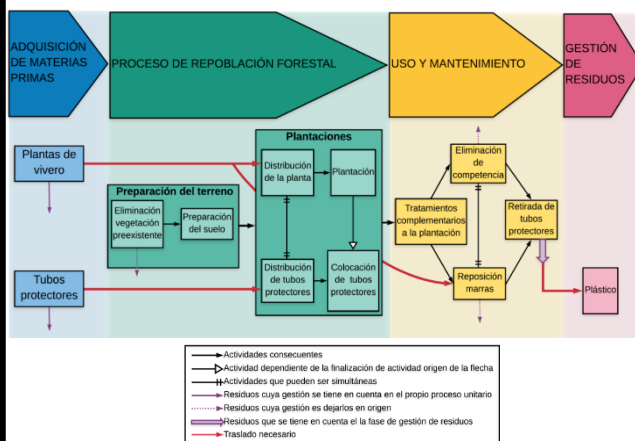 ADQUISICIÓN
DE MATERIAS
PRIMAS
PROCESO DE REPOBLACIÓN FORESTAL
USO Y MANTENIMIENTO
GESTIÓN
DE
RESIDUOS
Plantas de
vivero
Tubos
protectores
Preparación del terreno
Eliminación
vegetación
preexistente
Preparación
del suelo
Plantaciones
Distribución
de la planta
Plantación
Distribución
de tubos
protectores
Colocación
de tubos
protectores
Tratamientos
complementarios
a la plantación
Eliminación
de
competencia
Reposición
marras
Retirada de
tubos
protectores
Plástico
Actividades consecuentes
Actividad dependiente de la finalización de actividad origen de la flecha
Actividades que pueden ser simultáneas
Residuos cuya gestión se tiene en cuenta en el propio proceso unitario
Residuos cuya gestión es dejarlos en origen
Residuos que se tiene en cuenta el la fase de gestión de residuos
Traslado necesario